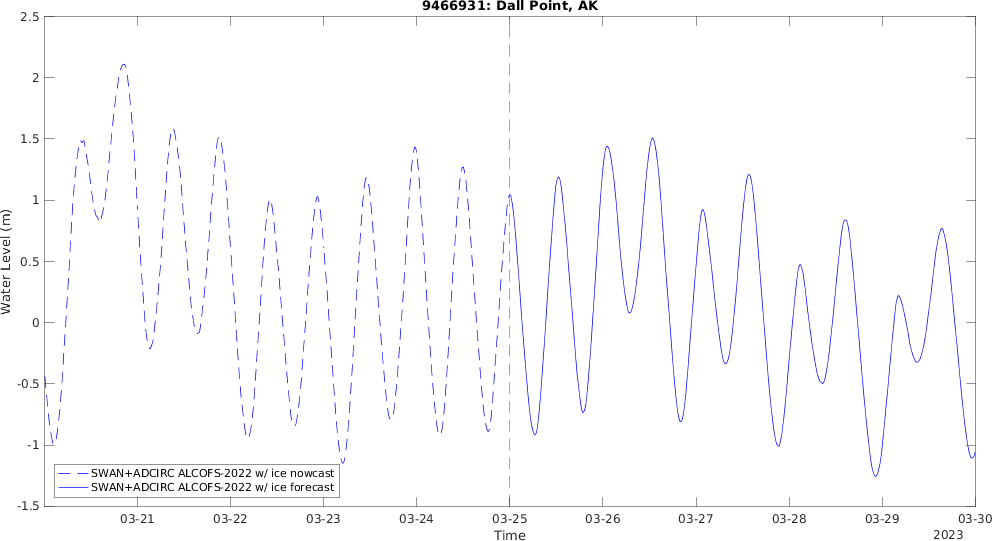 9466931: Dall Point, AK
2.5
2
1.5
1
0.5
0
-0.5
-1
-1.5
Water Level (m)
SWAN+ADCIRC ALCOFS-2022 w/ ice nowcast
SWAN+ADCIRC ALCOFS-2022 w/ ice forecast
03-21 03-22 03-23 03-24 03-25 03-26 03-27 03-28 03-29 03-30
Time
2023